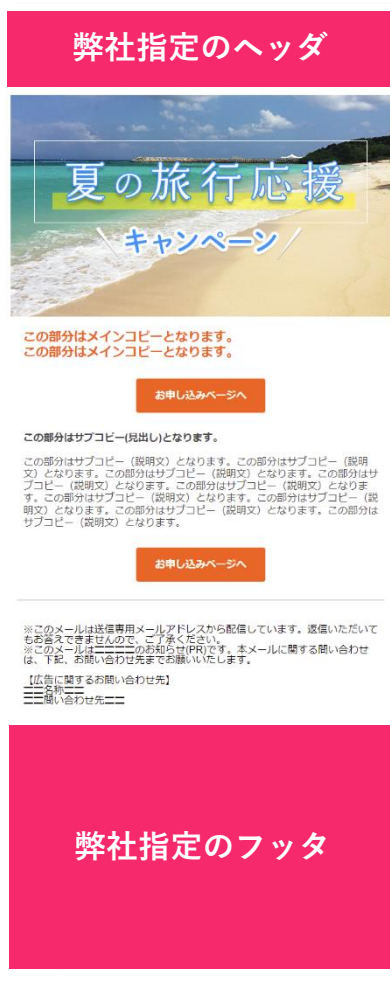 弊社指定のヘッダ
夏の旅行応援
\キャンペーン/
この部分はメインコピーとなります。
この部分はメインコピーとなります。
お申し込みページへ
この部分はサブコピー(見出し)となります。
この部分はサブコピー（説明文）となります。この部分はサブコピー（説明
文）となります。この部分はサブコピー（説明文）となります。この部分はサ
ブコピー（説明文）となります。この部分はサブコピー（説明文）となりま
す。この部分はサブコピー（説明文）となります。この部分はサブコピー（説
明文）となります。この部分はサブコピー（説明文）となります。この部分は
サブコピー（説明文）となります。
お申し込みページへ
※このメールは送信専用メールアドレスから配信しています。返信いただいて
もお答えできませんので、ご了承ください。
※このメールは〓〓〓〓のお知らせ(PR)です。本メールに関する問い合わせ
は、下記、お問い合わせ先までお願いいたします。
【広告に関するお問い合わせ先】
〓〓名称〓〓
〓〓問い合わせ先〓〓
弊社指定のフッタ